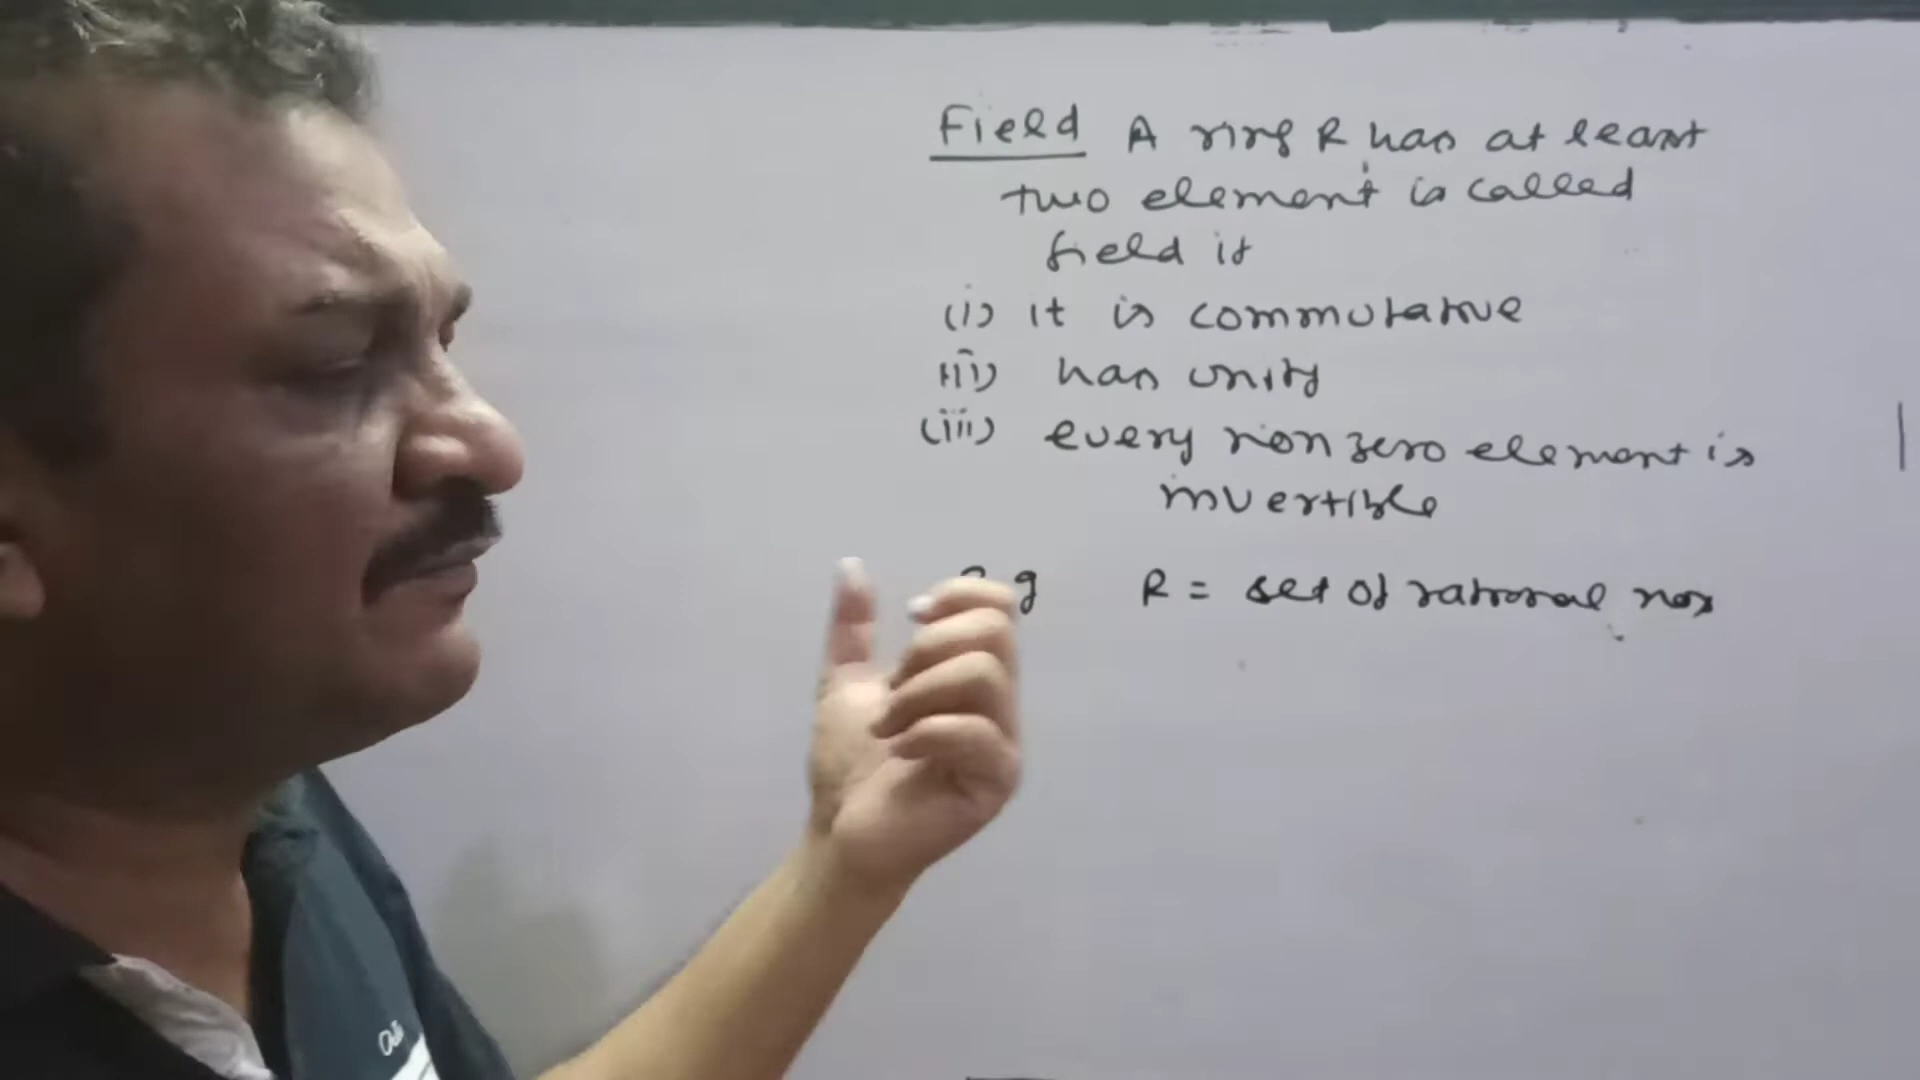 Field A ring R has at least
two element is called
field if
(i) it is commutative
(ii) has unity
(iii) every non zero element is
invertible
e.g R = set of rational nos